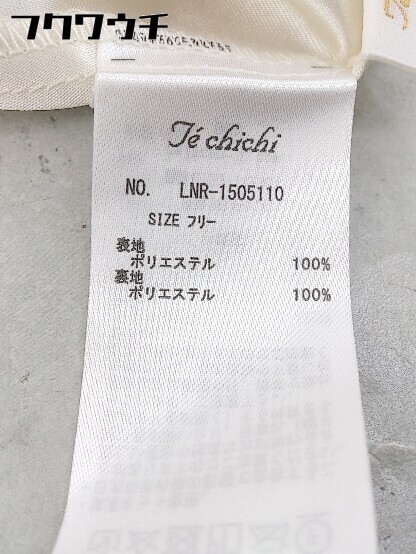 フクワウチ
Té chichi
NO. LNR-1505110
SIZE フリー
表地
ポリエステル 100%
裏地
ポリエステル 100%